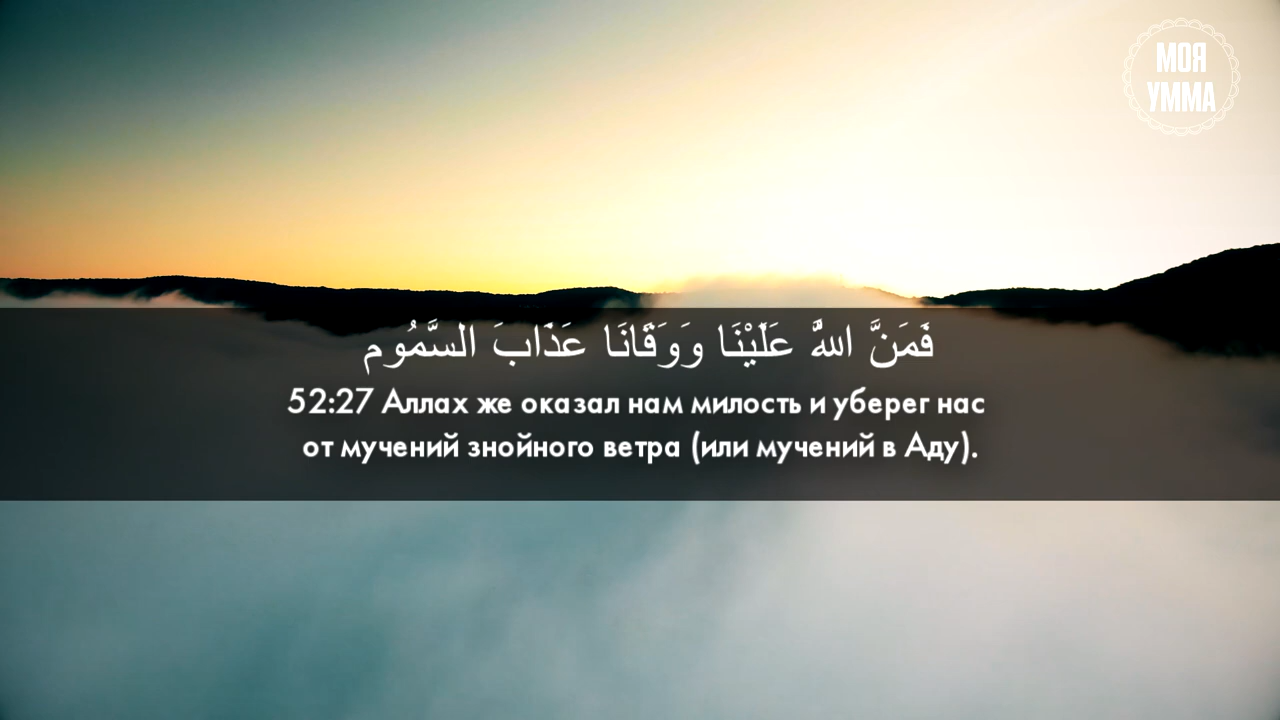 МОЯ
УММА
فَمَنَّ اللَّهُ عَلَيْنَا وَوَقَانَا عَذَابَ السَّمُومِ
52:27 Аллах же оказал нам милость и уберег нас
от мучений знойного ветра (или мучений в Аду).